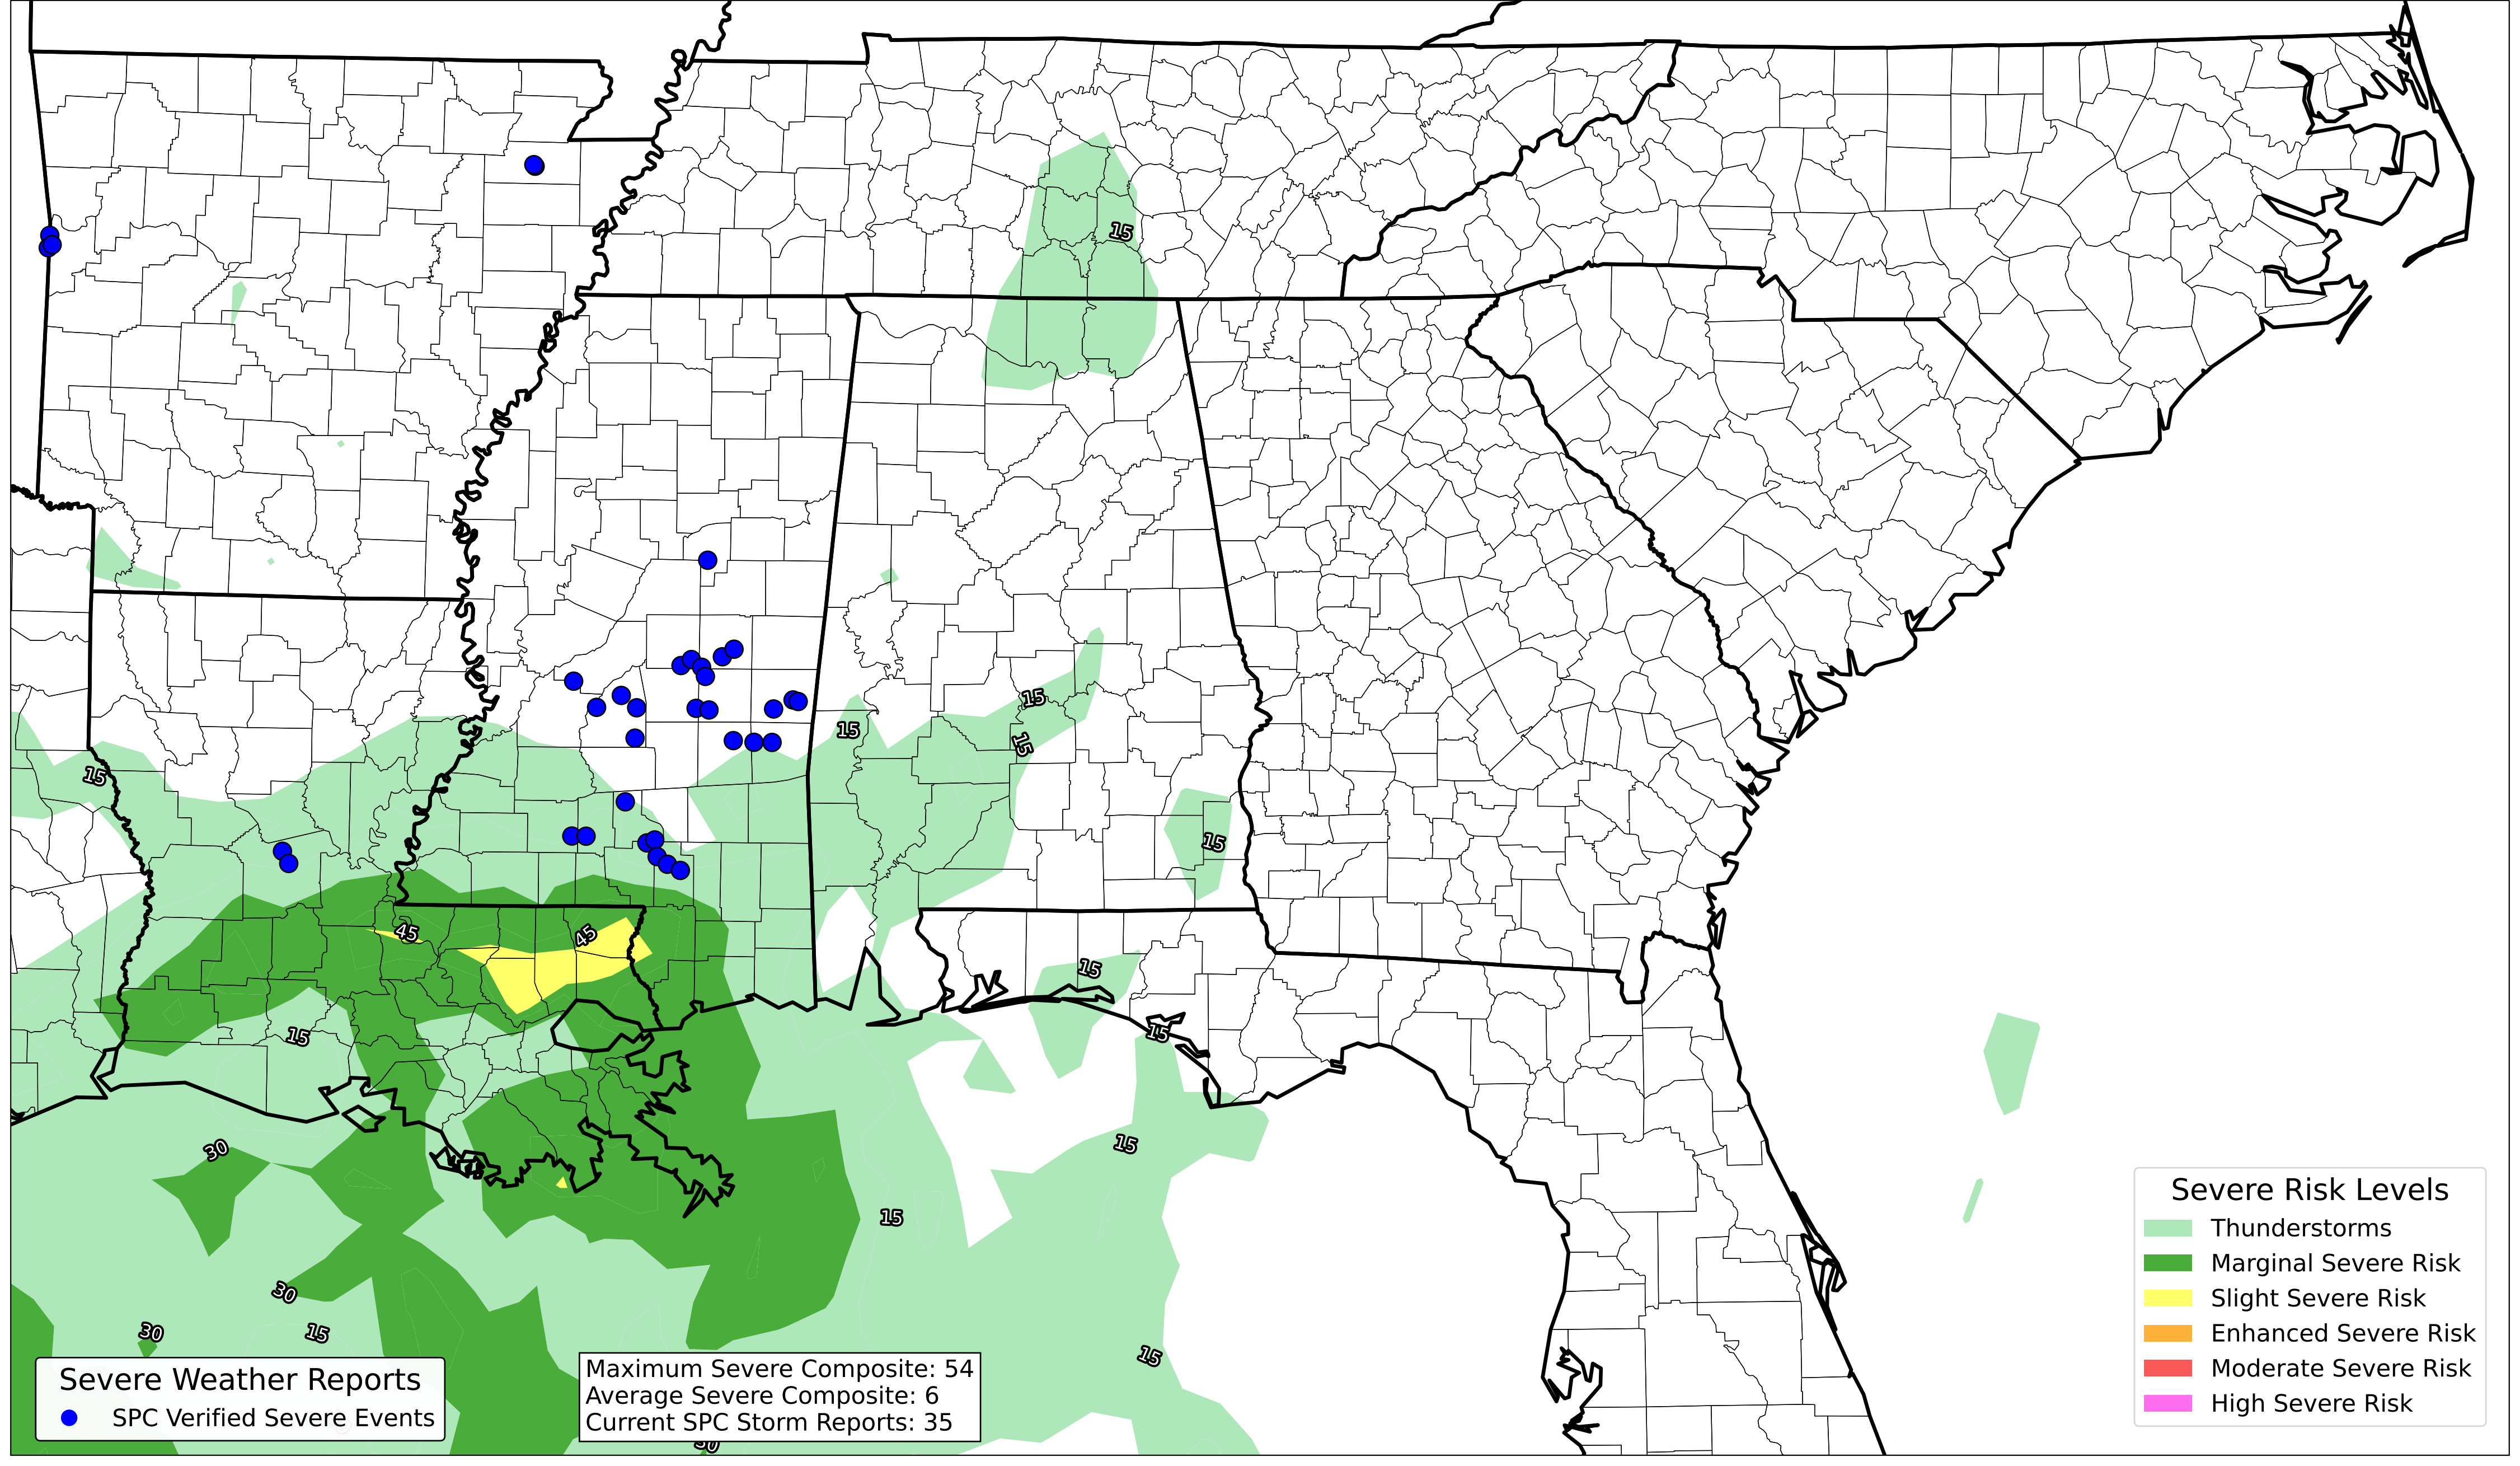 15
15
15
15
15
15
45
45
15
15
15
30
15
15
30
30
15
15
30
Severe Risk Levels
Thunderstorms
Marginal Severe Risk
Slight Severe Risk
Enhanced Severe Risk
Moderate Severe Risk
High Severe Risk
Severe Weather Reports
SPC Verified Severe Events
Maximum Severe Composite: 54
Average Severe Composite: 6
Current SPC Storm Reports: 35